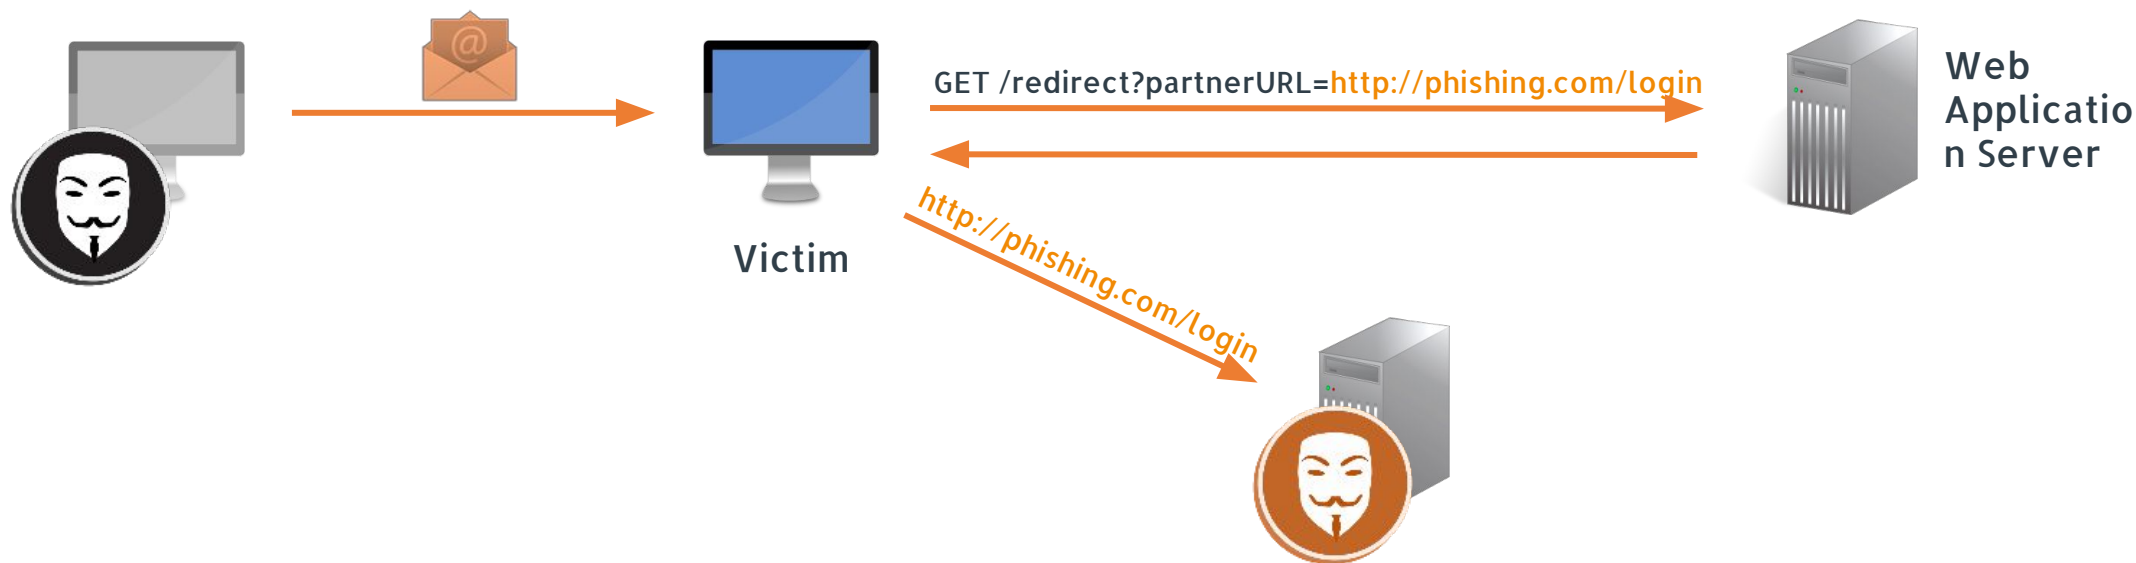 GET /redirect?partnerURL=http://phishing.com/login
Web
Applicatio
n Server
@
Victim
http://phishing.com/login